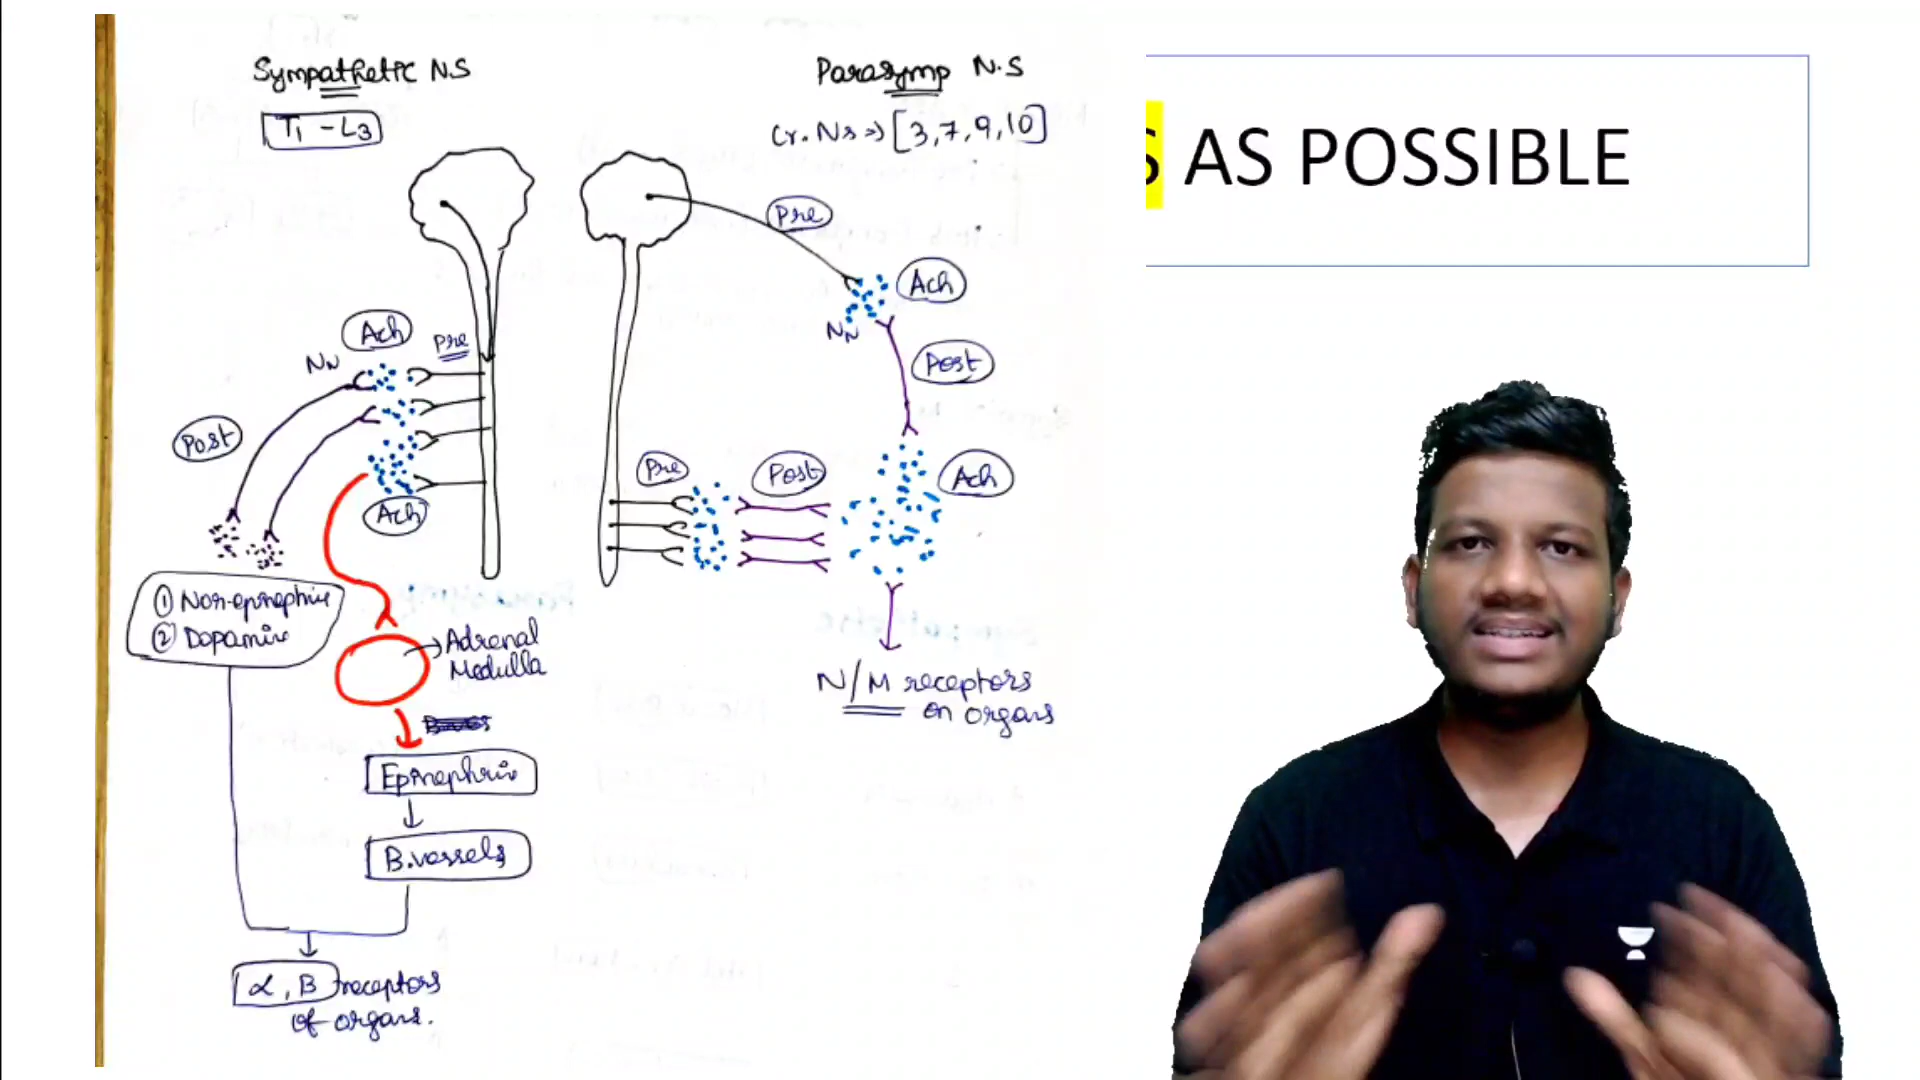 Sympathetic N.S
T1 - L3
Parasymp N.S
Cr. Ns => [3,7,9,10]
S AS POSSIBLE
Pre
Ach
NN
Post
Ach
Pre
NN
Post
Ach
Pre
Post
Ach
① Nor-epinephrine
② Dopamine
→ Adrenal
Medulla
N/M receptors
on organs
Epinephrine
B.vessels
α, B receptors
of organs.